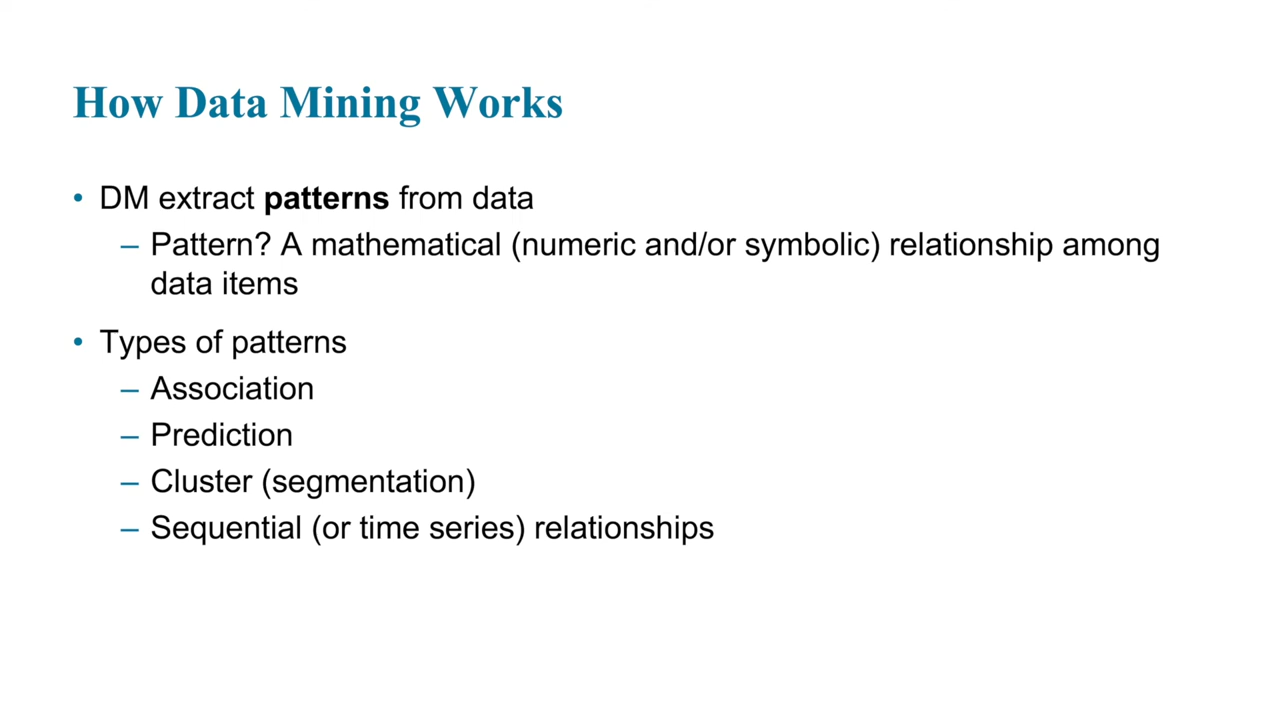 How Data Mining Works
• DM extract patterns from data
– Pattern? A mathematical (numeric and/or symbolic) relationship among
data items
• Types of patterns
– Association
– Prediction
– Cluster (segmentation)
– Sequential (or time series) relationships